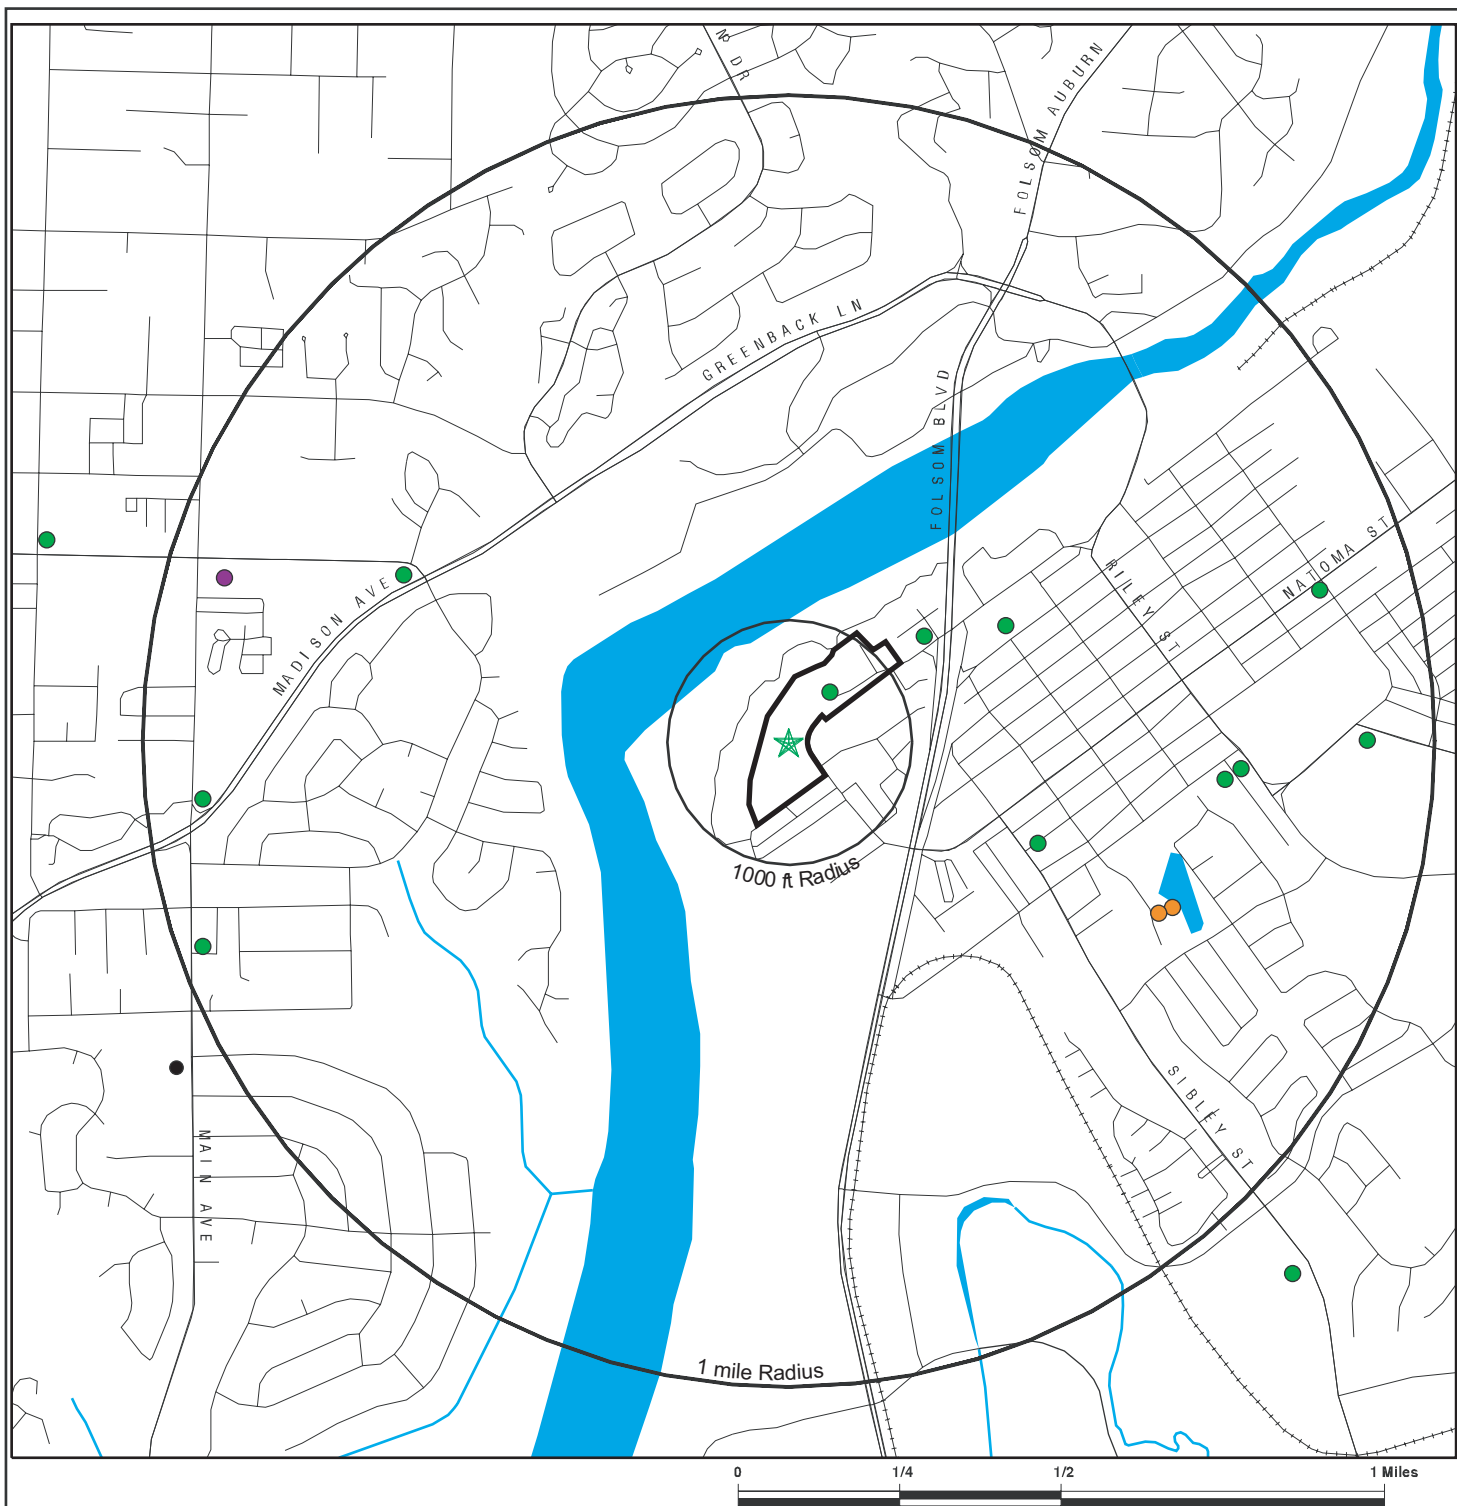 N DR
FOLSOM AUBURN
GREENBACK LN
FOLSOM BLVD
NATOMA ST
RILEY ST
MADISON AVE
1000 ft Radius
SIBLEY ST
MAIN AVE
1 mile Radius
0 1/4 1/2 1 Miles